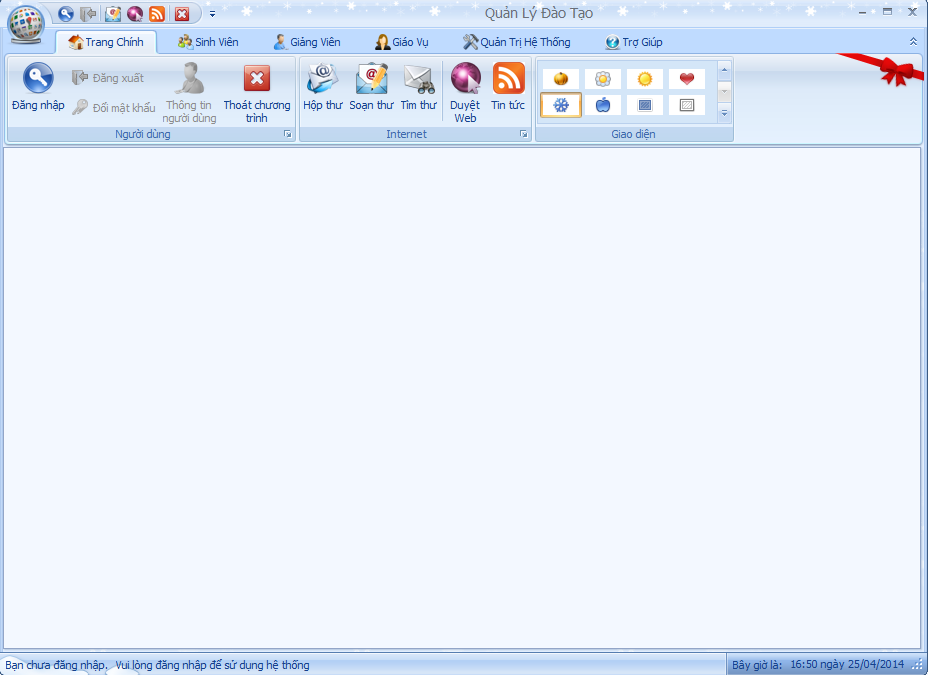 Quản Lý Đào Tạo
Trang Chính
Sinh Viên
Giảng Viên
Giáo Vụ
Quản Trị Hệ Thống
Trợ Giúp
Đăng nhập
Đăng xuất
Đổi mật khẩu
Thông tin
người dùng
Thoát chương
trình
Người dùng
Hộp thư
Soạn thư
Tìm thư
Duyệt
Web
Tin tức
Internet
Giao diện
Bạn chưa đăng nhập. Vui lòng đăng nhập để sử dụng hệ thống
Bây giờ là: 16:50 ngày 25/04/2014